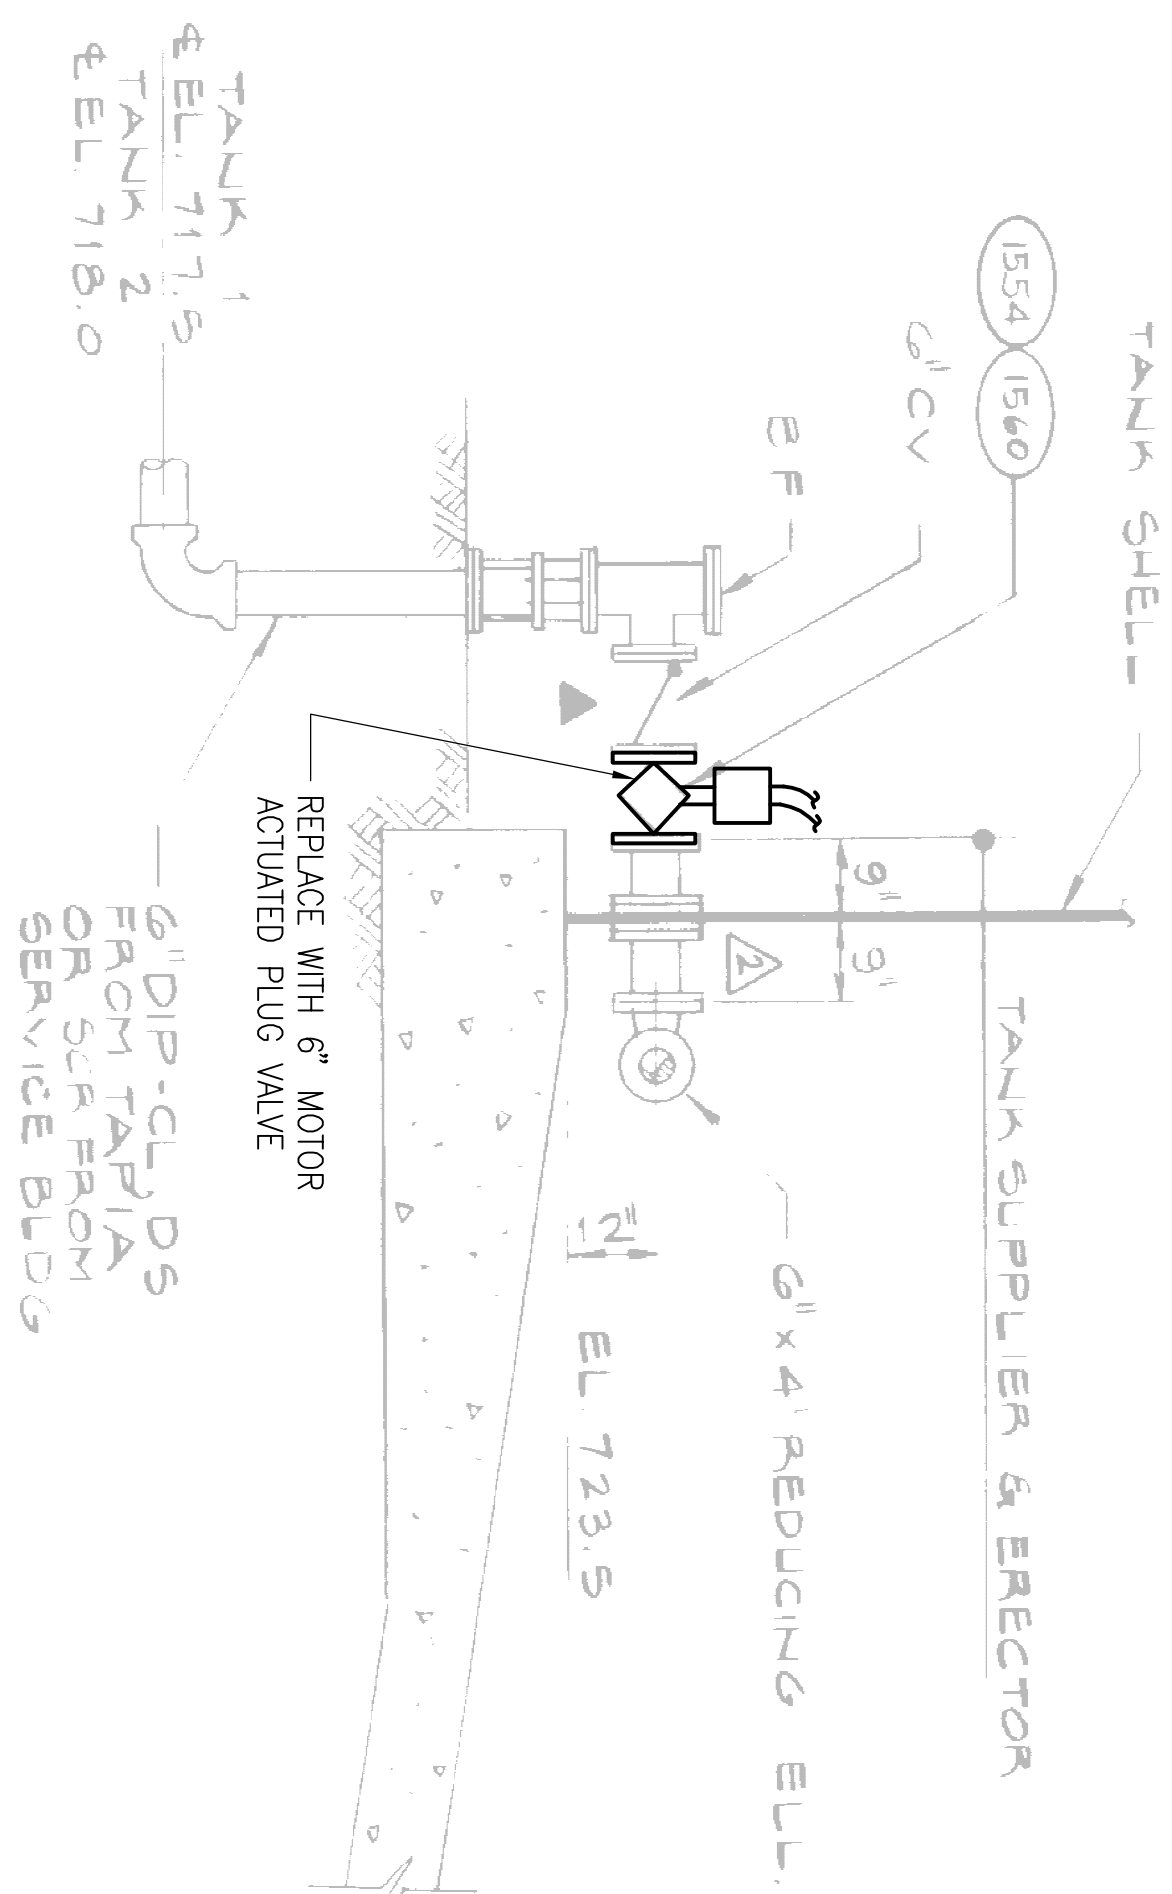 TANK SHELL
1554
1560
6" CV
BF
TANK 1
℄ EL. 717.5
TANK 2
℄ EL. 718.0
TANK SUPPLIER & ERECTOR
9"
9"
2
6" x 4" REDUCING ELL.
12"
EL. 723.5
REPLACE WITH 6" MOTOR
ACTUATED PLUG VALVE
6" DIP-CL, DS
FROM TAPIA
OR SCR FROM
SERVICE BLDG